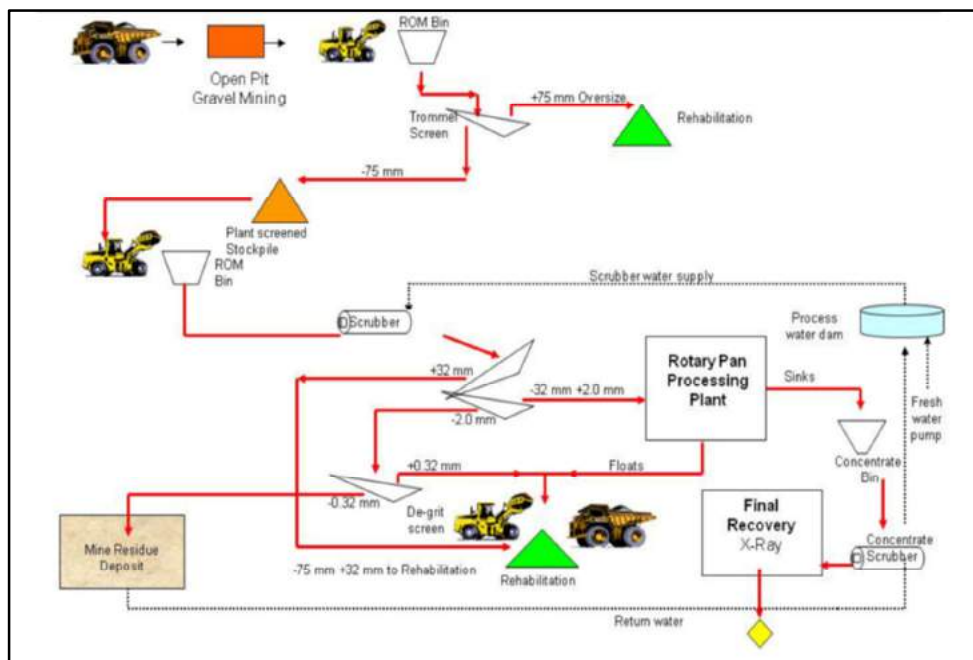 ROM Bin
Open Pit
Gravel Mining
+75 mm Oversize
Trommel
Screen
Rehabilitation
-75 mm
Plant screened
Stockpile
ROM
Bin
Scrubber water supply
Scrubber
Process
water dam
+32 mm
-32 mm +2.0 mm
Rotary Pan
Processing
Plant
Sinks
Fresh
water
pump
-2.0 mm
Concentrate
Bin
+0.32 mm
Floats
-0.32 mm
De-grit
screen
Final
Recovery
X-Ray
Concentrate
Scrubber
Mine Residue
Deposit
-75 mm +32 mm to Rehabilitation
Rehabilitation
Return water